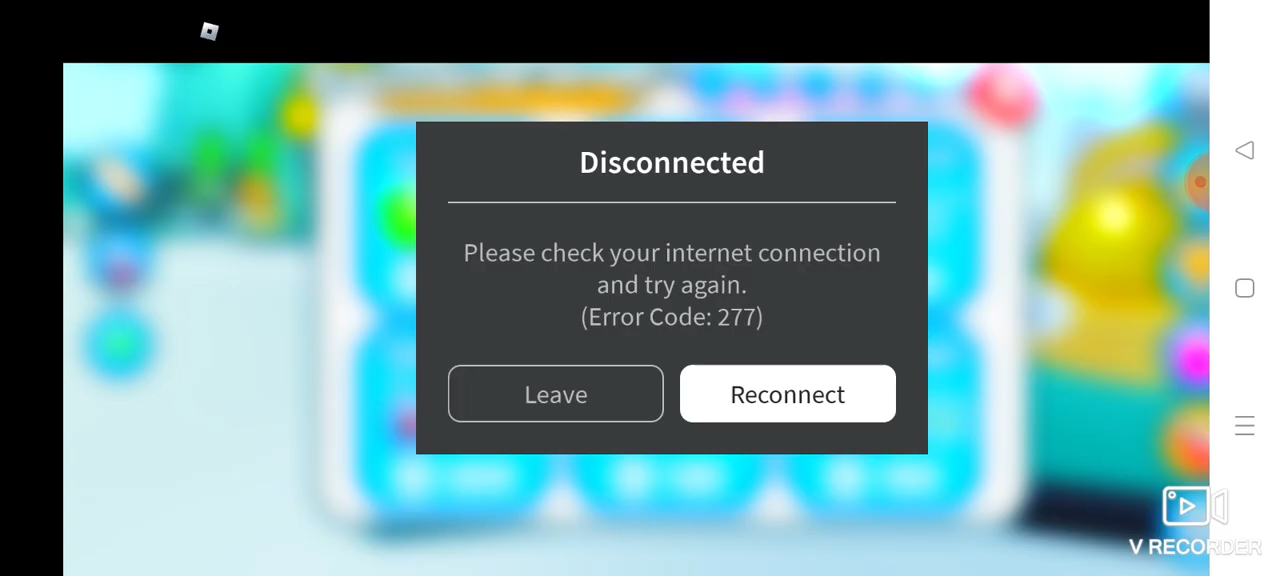 Disconnected
Please check your internet connection
and try again.
(Error Code: 277)
Leave
Reconnect
V RECORDER